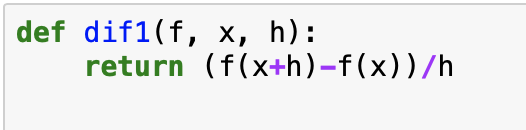 def dif1(f, x, h):
    return (f(x+h)-f(x))/h